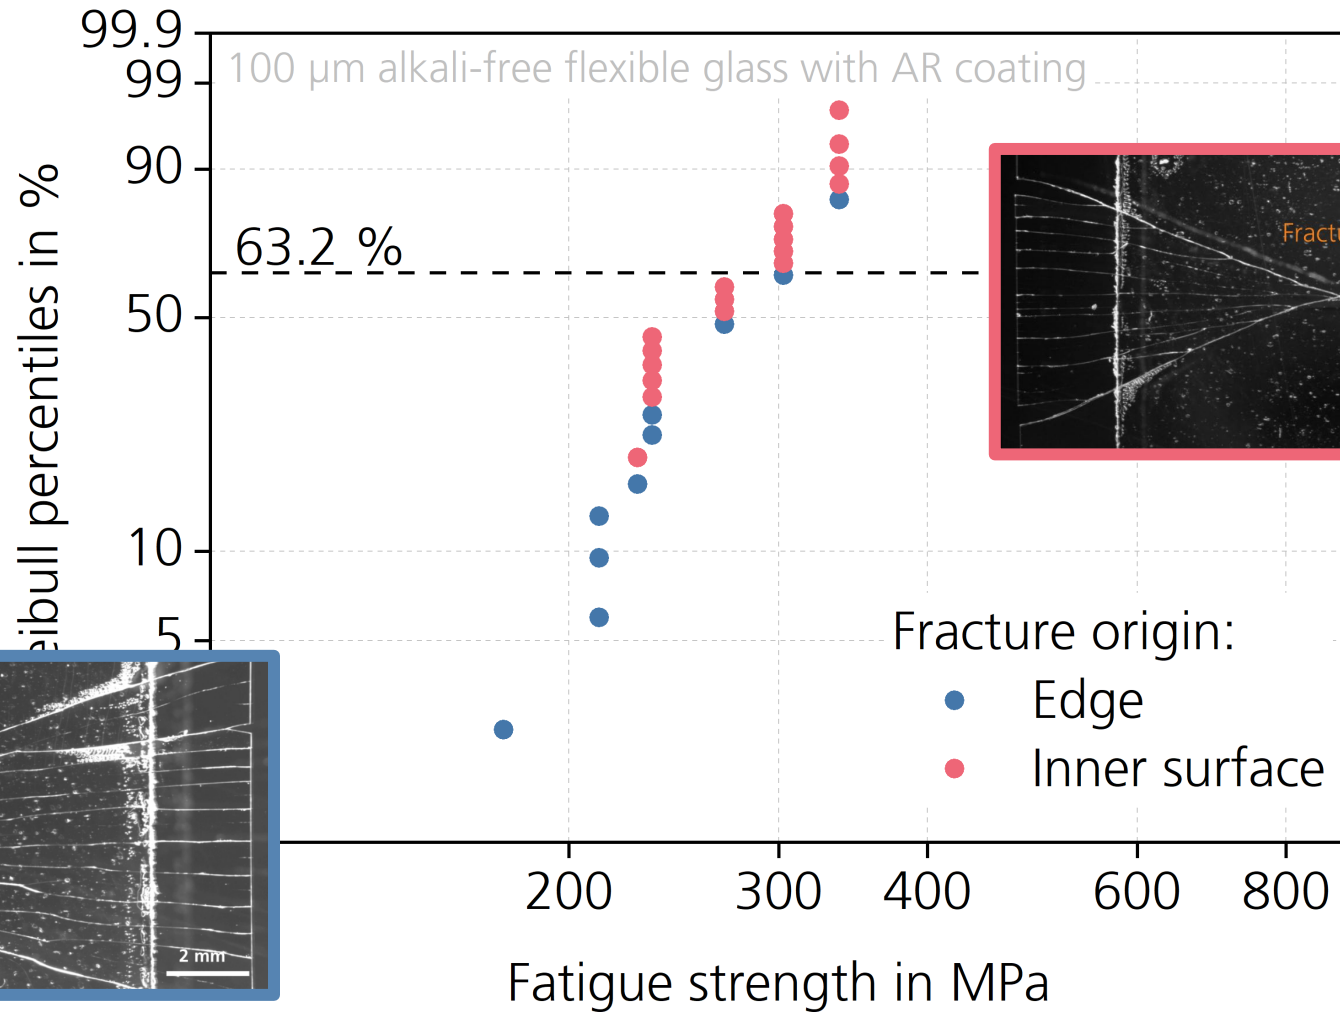 99.9
100 µm alkali-free flexible glass with AR coating
99
90
63.2 %
50
10
5
eibull percentiles in %
Fractu
Fracture origin:
Edge
Inner surface
2 mm
200 300 400 600 800
Fatigue strength in MPa